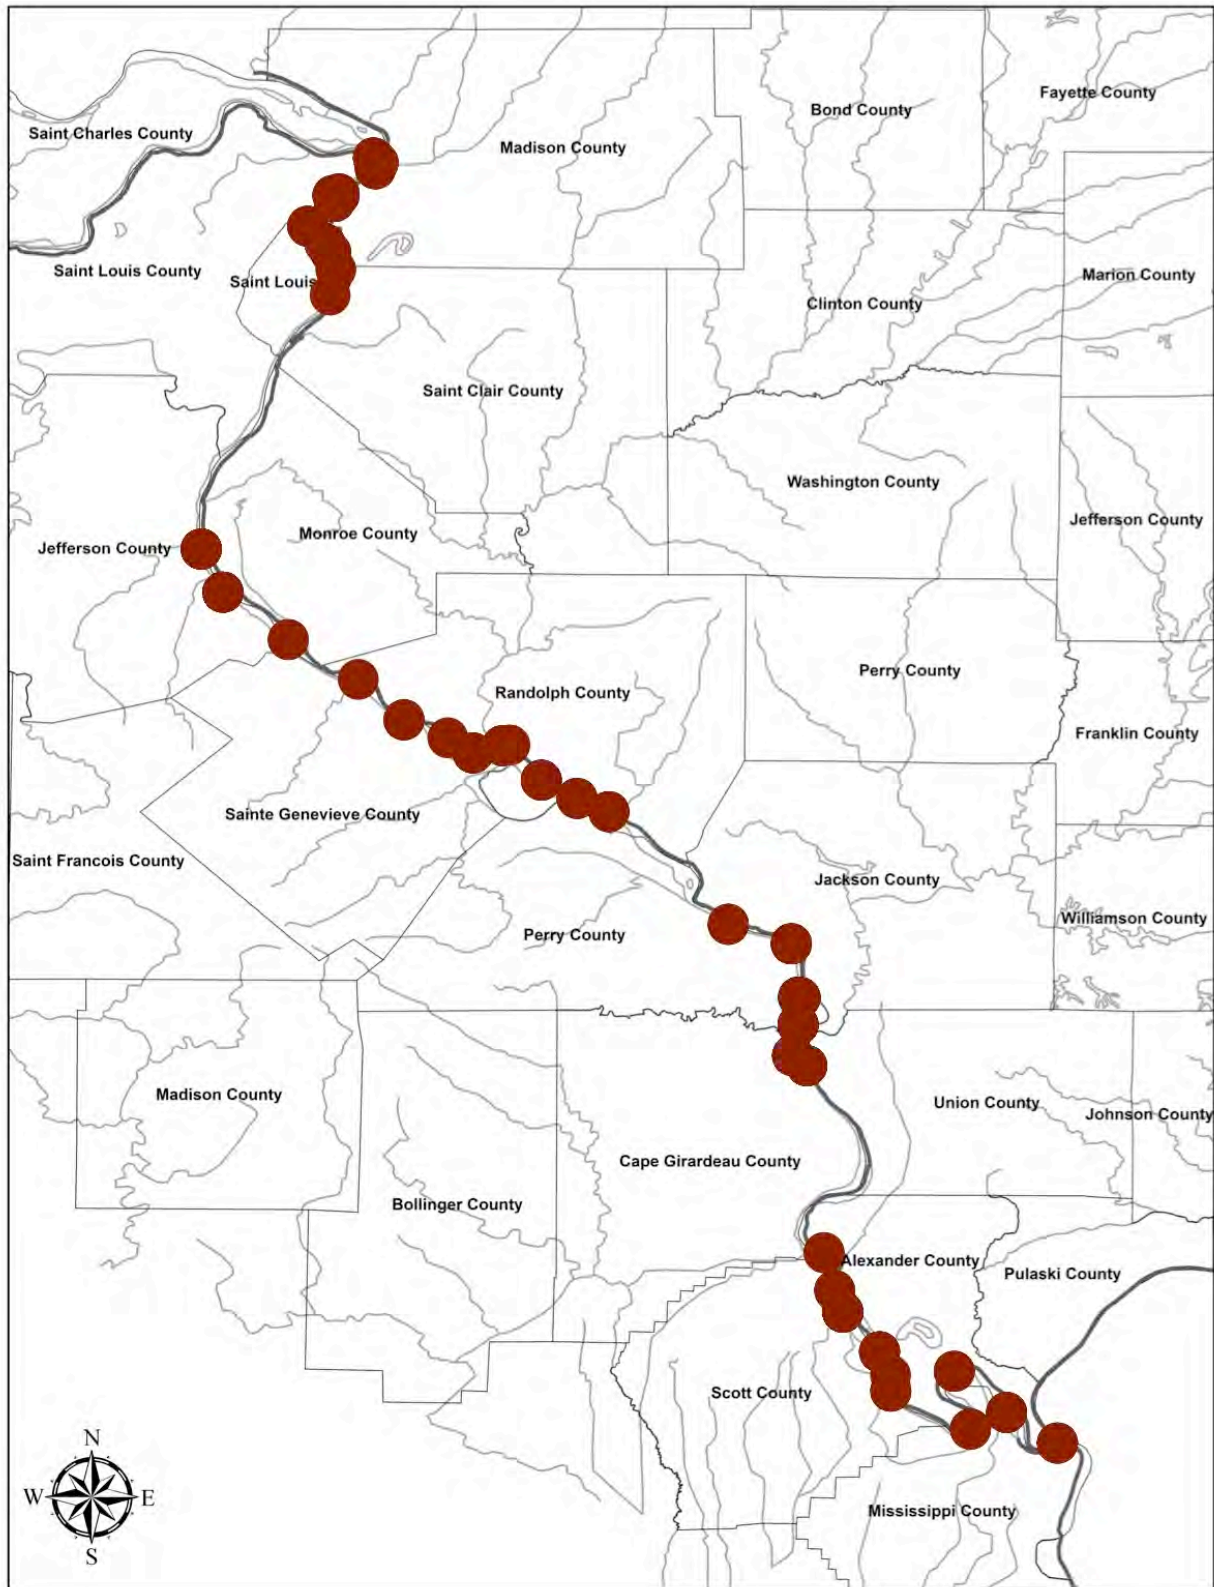 Fayette County
Bond County
Saint Charles County
Madison County
Saint Louis County
Marion County
Saint Louis
Clinton County
Saint Clair County
Washington County
Jefferson County
Monroe County
Jefferson County
Perry County
Randolph County
Franklin County
Sainte Genevieve County
Saint Francois County
Jackson County
Williamson County
Perry County
Madison County
Union County
Johnson County
Cape Girardeau County
Bollinger County
Alexander County
Pulaski County
Scott County
N
W
E
Mississippi County
S